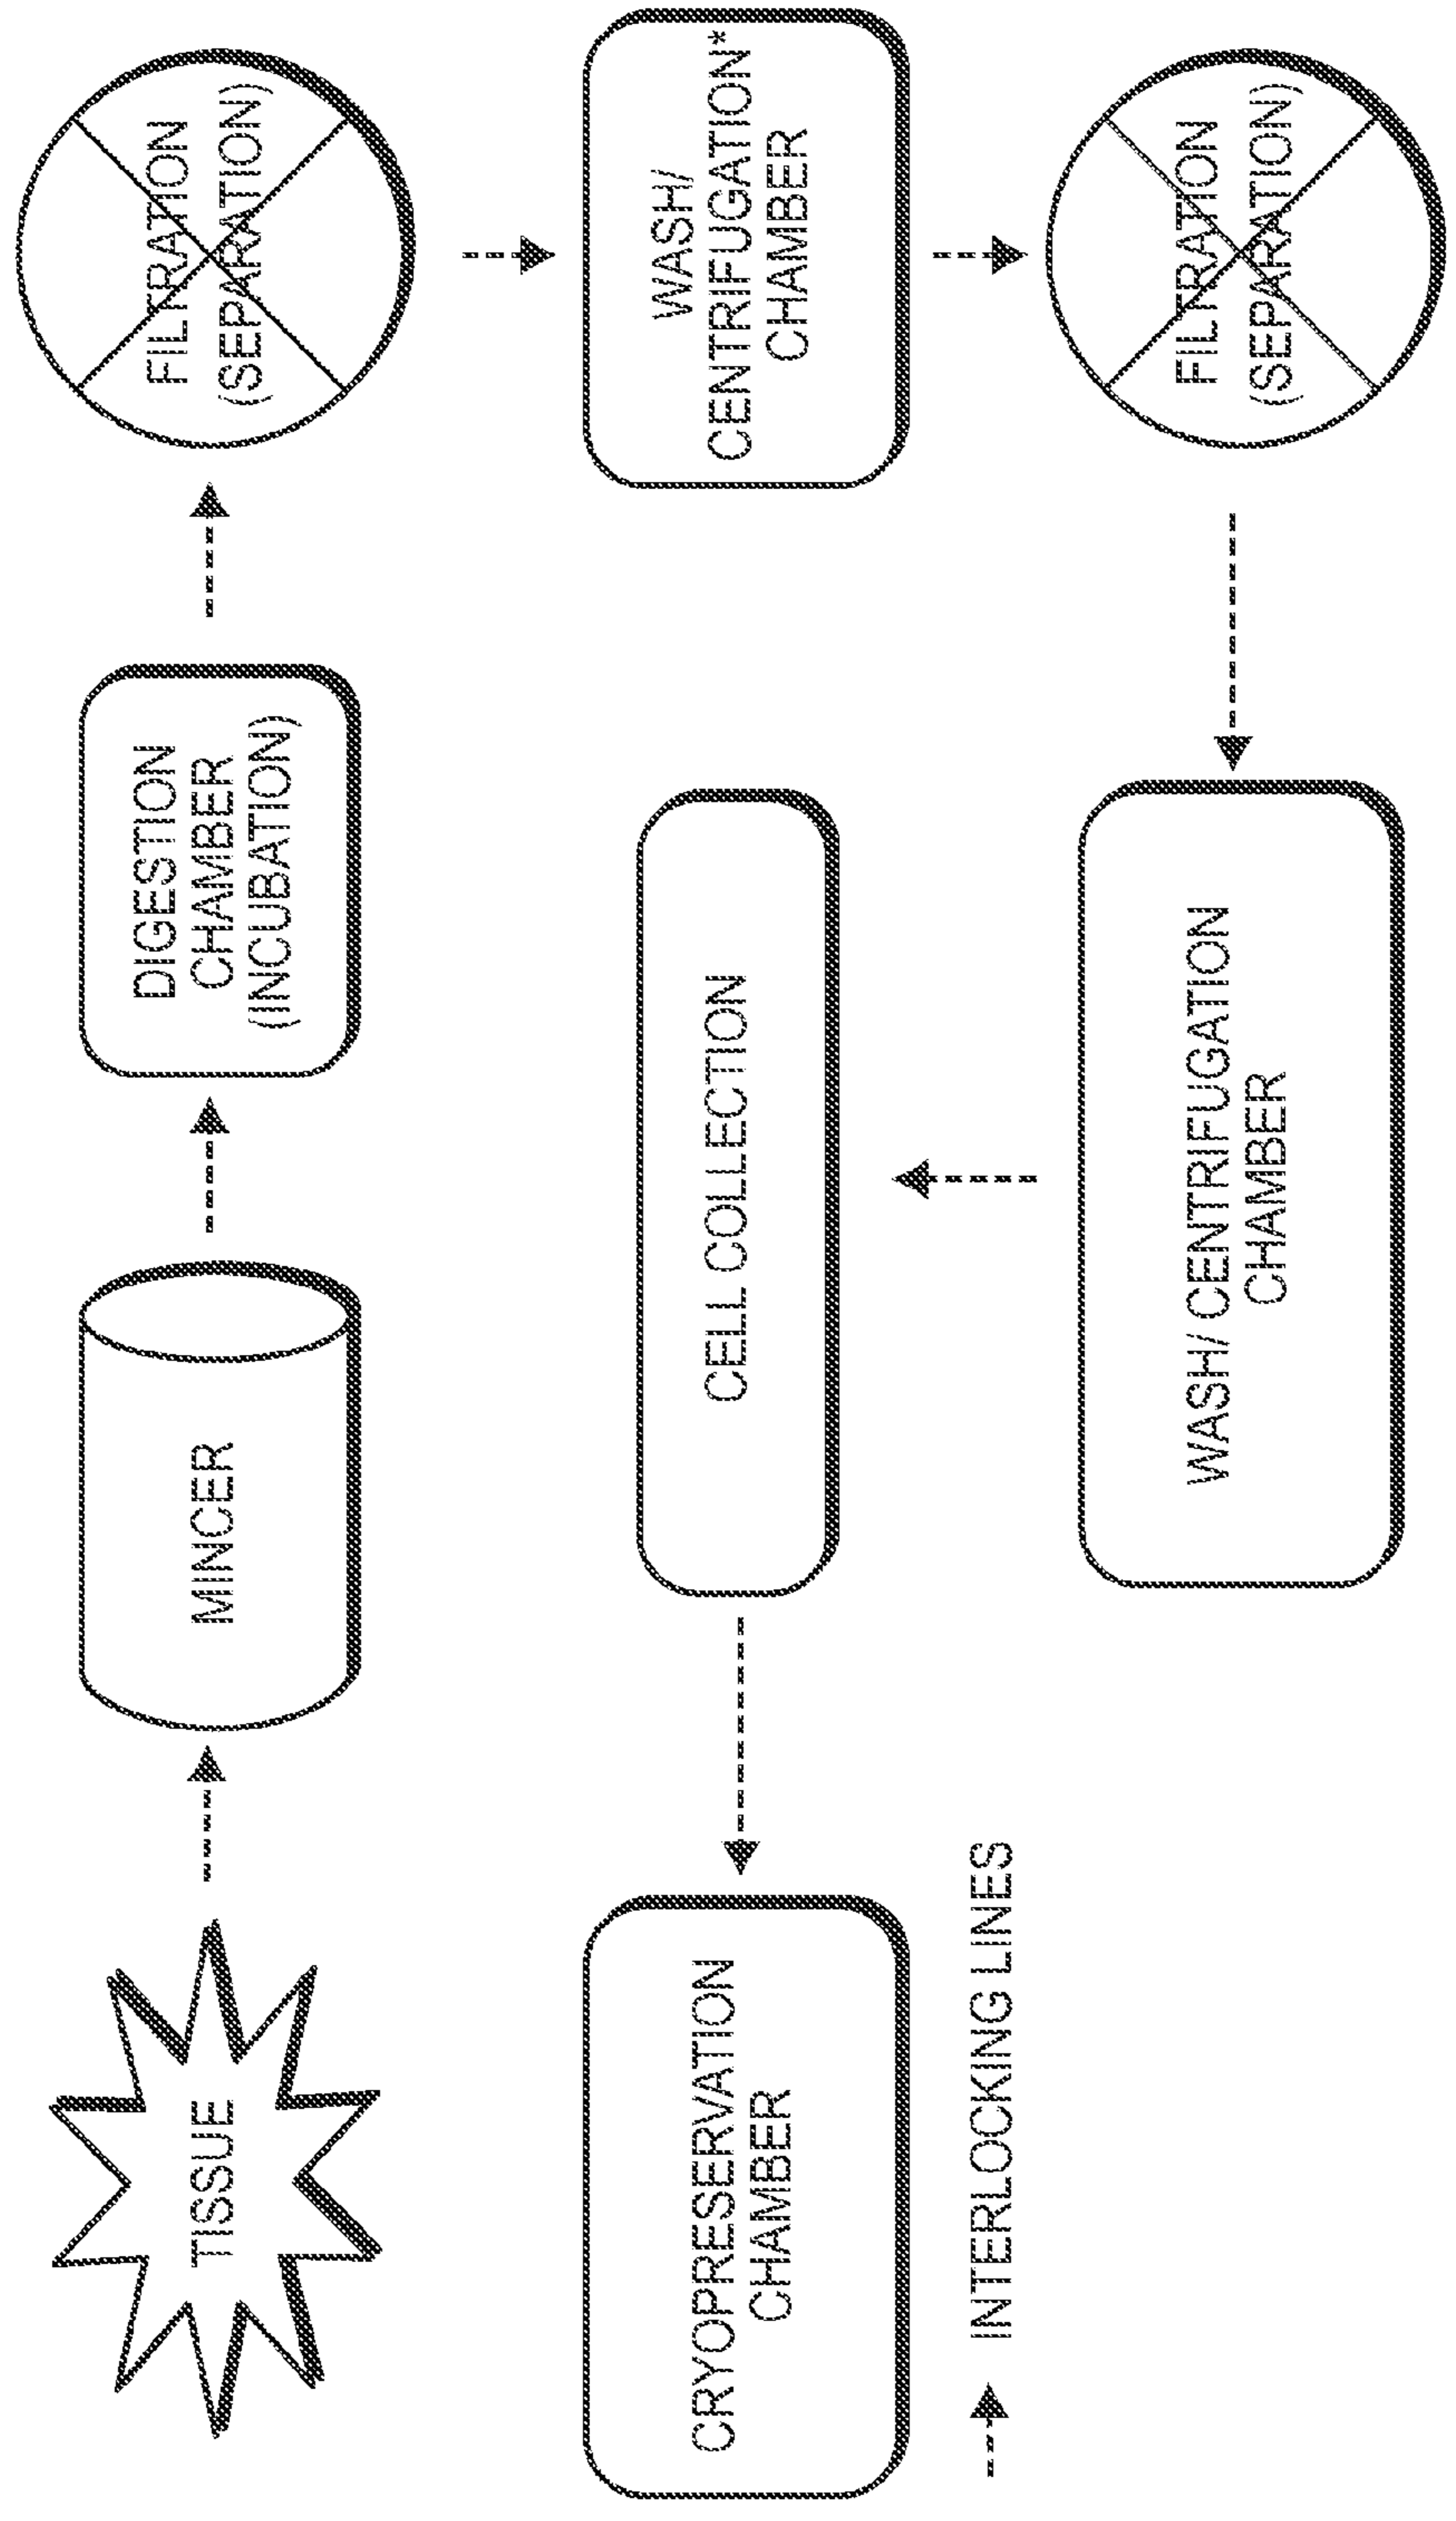 TISSUE
MINCER
DIGESTION
CHAMBER
(INCUBATION)
FILTRATION
(SEPARATION)
WASH/
CENTRIFUGATION*
CHAMBER
FILTRATION
(SEPARATION)
WASH/ CENTRIFUGATION
CHAMBER
CELL COLLECTION
CRYOPRESERVATION
CHAMBER
INTERLOCKING LINES